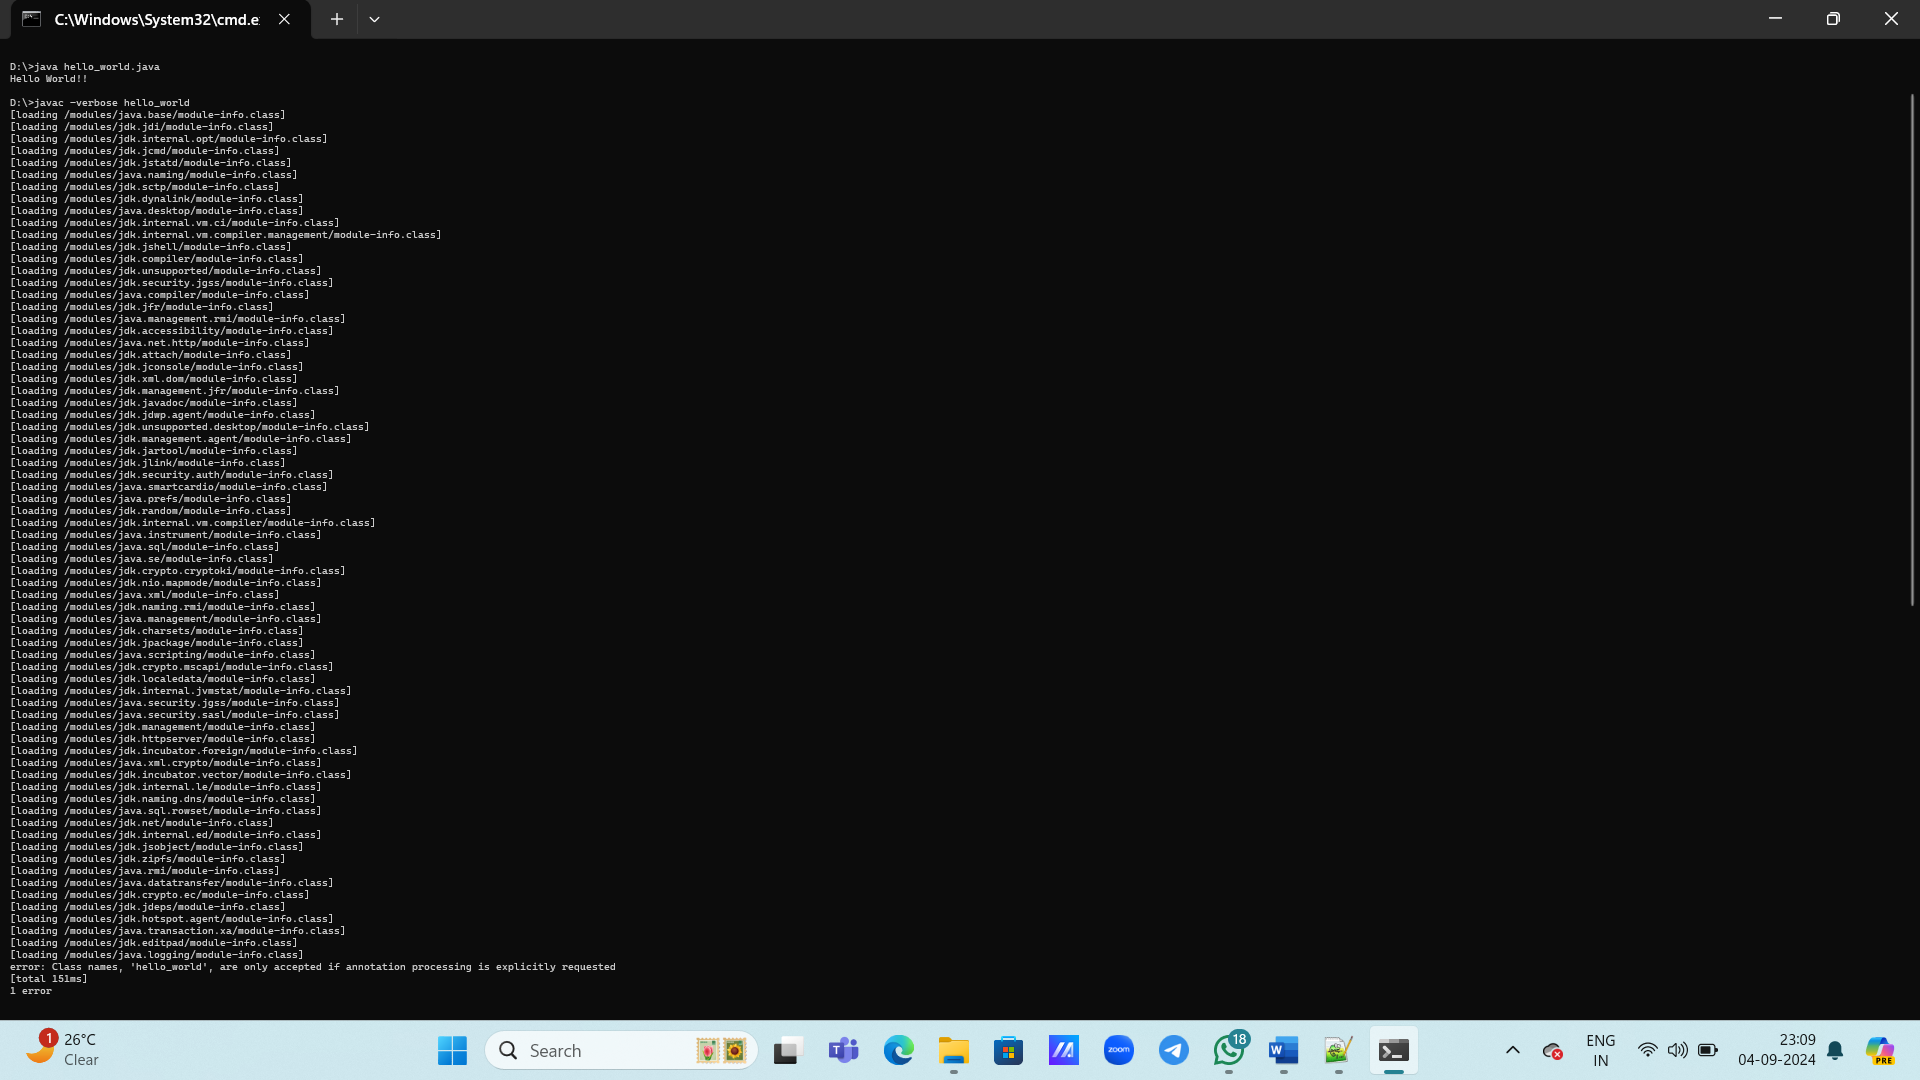 C:\Windows\System32\cmd.e
D:\>java hello_world.java
Hello World!!
D:\>javac -verbose hello_world
[loading /modules/java.base/module-info.class]
[loading /modules/jdk.jdi/module-info.class]
[loading /modules/jdk.internal.opt/module-info.class]
[loading /modules/jdk.jcmd/module-info.class]
[loading /modules/jdk.jstatd/module-info.class]
[loading /modules/java.naming/module-info.class]
[loading /modules/jdk.sctp/module-info.class]
[loading /modules/jdk.dynalink/module-info.class]
[loading /modules/java.desktop/module-info.class]
[loading /modules/jdk.internal.vm.ci/module-info.class]
[loading /modules/jdk.internal.vm.compiler.management/module-info.class]
[loading /modules/jdk.jshell/module-info.class]
[loading /modules/jdk.compiler/module-info.class]
[loading /modules/jdk.unsupported/module-info.class]
[loading /modules/jdk.security.jgss/module-info.class]
[loading /modules/java.compiler/module-info.class]
[loading /modules/jdk.jfr/module-info.class]
[loading /modules/java.management.rmi/module-info.class]
[loading /modules/jdk.accessibility/module-info.class]
[loading /modules/java.net.http/module-info.class]
[loading /modules/jdk.attach/module-info.class]
[loading /modules/jdk.jconsole/module-info.class]
[loading /modules/jdk.xml.dom/module-info.class]
[loading /modules/jdk.management.jfr/module-info.class]
[loading /modules/jdk.javadoc/module-info.class]
[loading /modules/jdk.jdwp.agent/module-info.class]
[loading /modules/jdk.unsupported.desktop/module-info.class]
[loading /modules/jdk.management.agent/module-info.class]
[loading /modules/jdk.jartool/module-info.class]
[loading /modules/jdk.jlink/module-info.class]
[loading /modules/jdk.security.auth/module-info.class]
[loading /modules/java.smartcardio/module-info.class]
[loading /modules/java.prefs/module-info.class]
[loading /modules/jdk.random/module-info.class]
[loading /modules/jdk.internal.vm.compiler/module-info.class]
[loading /modules/java.instrument/module-info.class]
[loading /modules/java.sql/module-info.class]
[loading /modules/java.se/module-info.class]
[loading /modules/jdk.crypto.cryptoki/module-info.class]
[loading /modules/jdk.nio.mapmode/module-info.class]
[loading /modules/java.xml/module-info.class]
[loading /modules/jdk.naming.rmi/module-info.class]
[loading /modules/java.management/module-info.class]
[loading /modules/jdk.charsets/module-info.class]
[loading /modules/jdk.jpackage/module-info.class]
[loading /modules/java.scripting/module-info.class]
[loading /modules/jdk.crypto.mscapi/module-info.class]
[loading /modules/jdk.localedata/module-info.class]
[loading /modules/jdk.internal.jvmstat/module-info.class]
[loading /modules/java.security.jgss/module-info.class]
[loading /modules/java.security.sasl/module-info.class]
[loading /modules/jdk.management/module-info.class]
[loading /modules/jdk.httpserver/module-info.class]
[loading /modules/jdk.incubator.foreign/module-info.class]
[loading /modules/java.xml.crypto/module-info.class]
[loading /modules/jdk.incubator.vector/module-info.class]
[loading /modules/jdk.internal.le/module-info.class]
[loading /modules/jdk.naming.dns/module-info.class]
[loading /modules/java.sql.rowset/module-info.class]
[loading /modules/jdk.net/module-info.class]
[loading /modules/jdk.internal.ed/module-info.class]
[loading /modules/jdk.jsobject/module-info.class]
[loading /modules/jdk.zipfs/module-info.class]
[loading /modules/java.rmi/module-info.class]
[loading /modules/java.datatransfer/module-info.class]
[loading /modules/jdk.crypto.ec/module-info.class]
[loading /modules/jdk.jdeps/module-info.class]
[loading /modules/jdk.hotspot.agent/module-info.class]
[loading /modules/java.transaction.xa/module-info.class]
[loading /modules/jdk.editpad/module-info.class]
[loading /modules/java.logging/module-info.class]
error: Class names, 'hello_world', are only accepted if annotation processing is explicitly requested
[total 151ms]
1 error
1
26°C
Clear
Search
zoom
18
ENG
IN
23:09
04-09-2024
PRE